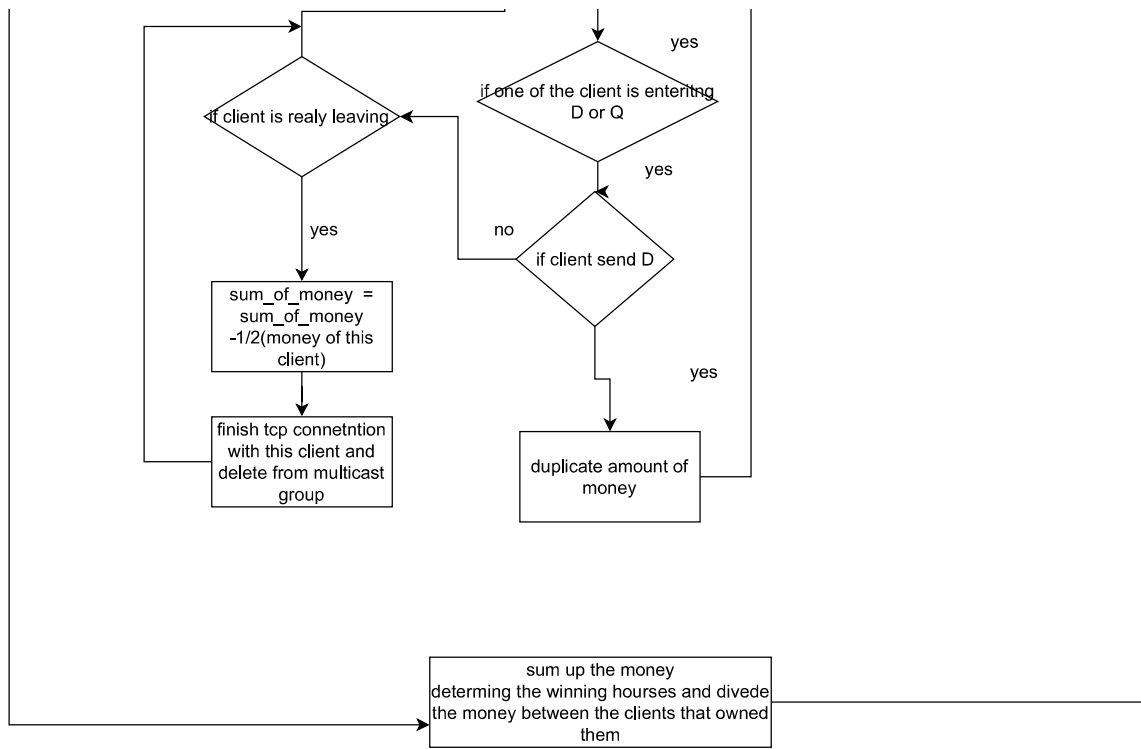 yes
if one of the client is enteritng
D or Q
if client is realy leaving
yes
no
if client send D
yes
sum_of_money =
sum_of_money
-1/2(money of this
client)
yes
finish tcp connetntion
with this client and
delete from multicast
group
duplicate amount of
money
sum up the money
determing the winning hourses and divede
the money between the clients that owned
them